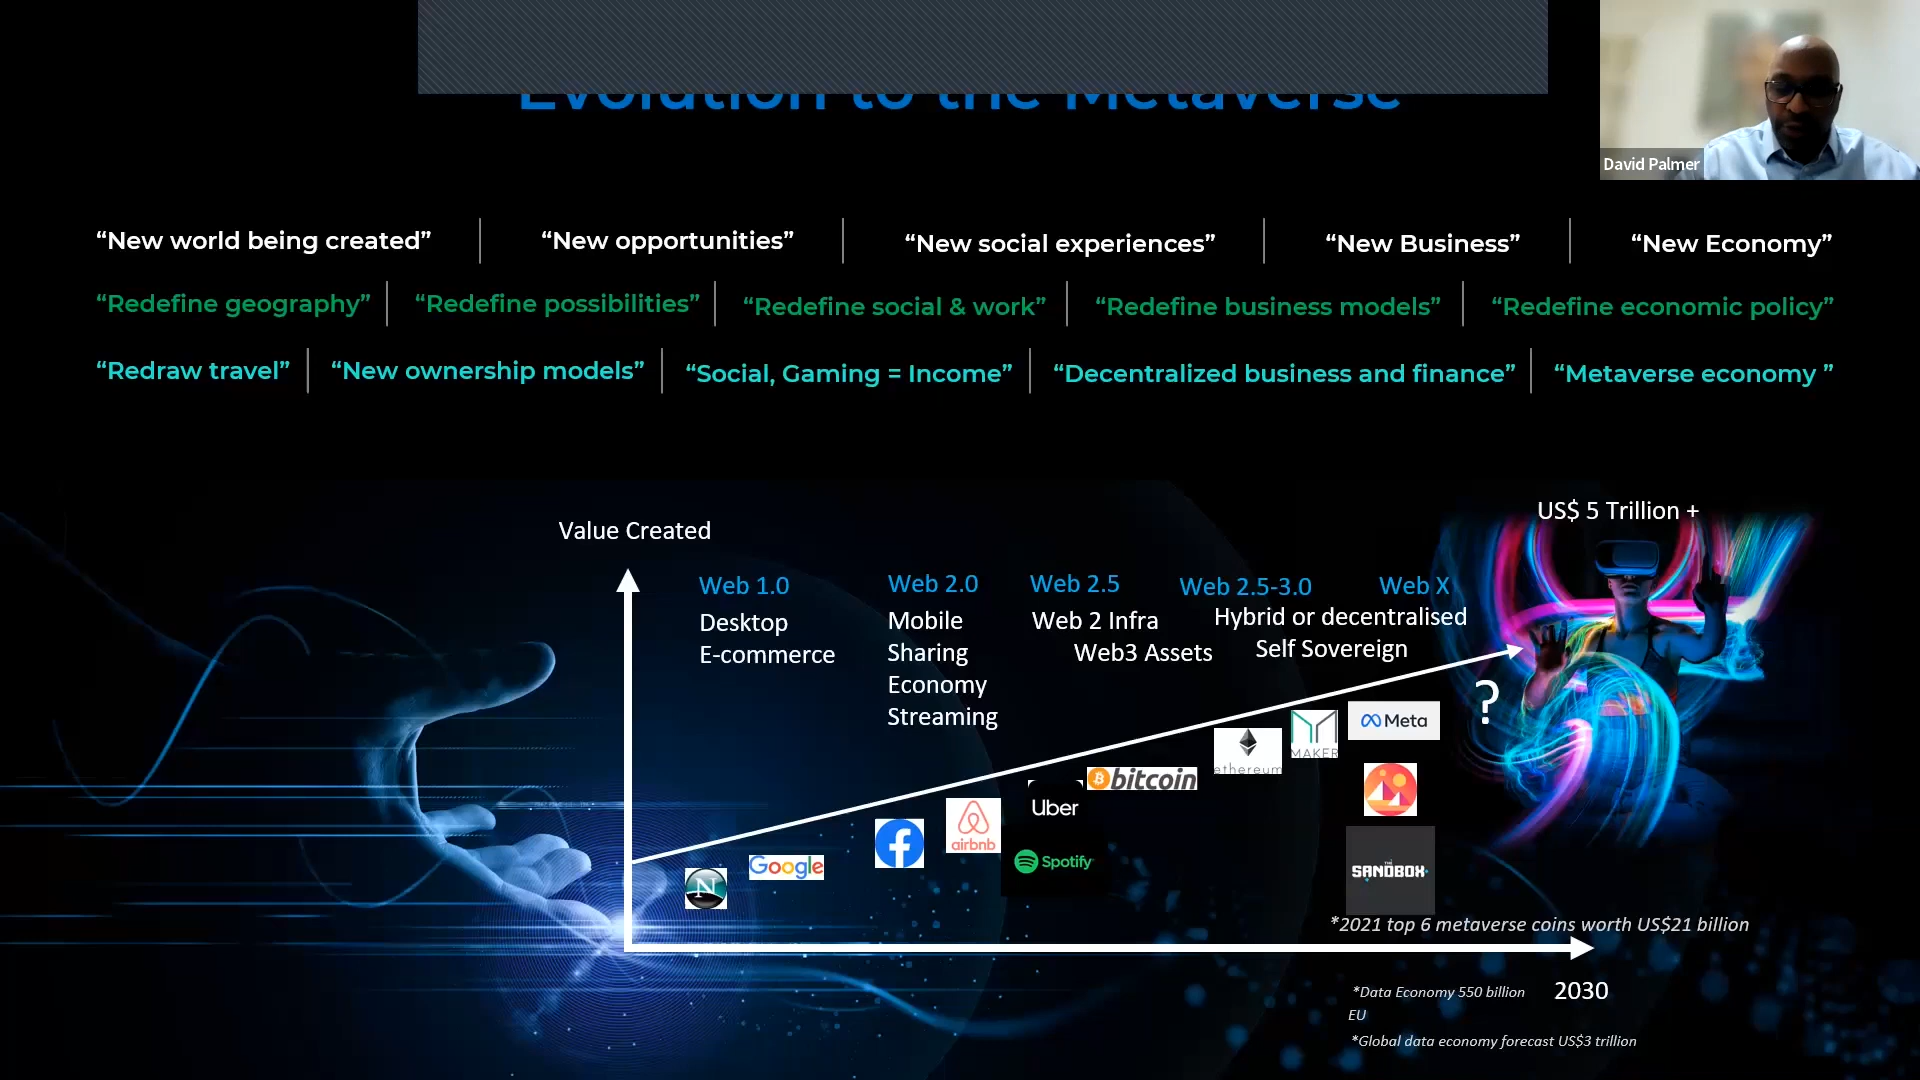 Evolution to the Metaverse
David Palmer
“New world being created” “New opportunities” “New social experiences” “New Business” “New Economy”
“Redefine geography” “Redefine possibilities” “Redefine social & work” “Redefine business models” “Redefine economic policy”
“Redraw travel” “New ownership models” “Social, Gaming = Income” “Decentralized business and finance” “Metaverse economy ”
US$ 5 Trillion +
Value Created
Web 1.0
Desktop
E-commerce
Web 2.0
Mobile
Sharing
Economy
Streaming
Web 2.5
Web 2 Infra
Web3 Assets
Web 2.5-3.0 Web X
Hybrid or decentralised
Self Sovereign
?
N
Google
f
airbnb
Uber
Spotify
bitcoin
ethereum
MAKER
Meta
THE
SANDBOX
*2021 top 6 metaverse coins worth US$21 billion
*Data Economy 550 billion
EU
2030
*Global data economy forecast US$3 trillion